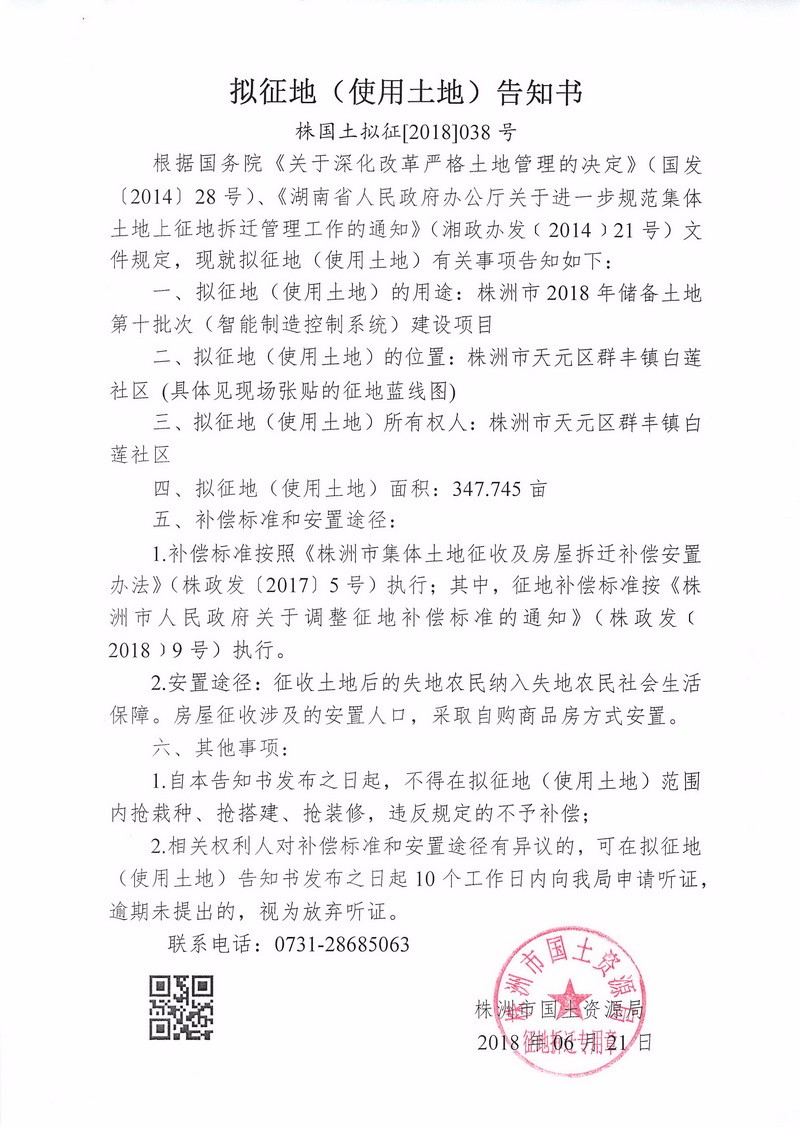 拟征地（使用土地）告知书
株国土拟征[2018]038 号
根据国务院《关于深化改革严格土地管理的决定》（国发
〔2014〕28 号）、《湖南省人民政府办公厅关于进一步规范集体
土地上征地拆迁管理工作的通知》（湘政办发﹝2014﹞21 号）文
件规定，现就拟征地（使用土地）有关事项告知如下：
一、拟征地（使用土地）的用途：株洲市 2018 年储备土地
第十批次（智能制造控制系统）建设项目
二、拟征地（使用土地）的位置：株洲市天元区群丰镇白莲
社区 (具体见现场张贴的征地蓝线图)
三、拟征地（使用土地）所有权人：株洲市天元区群丰镇白
莲社区
四、拟征地（使用土地）面积：347.745 亩
五、补偿标准和安置途径：
1.补偿标准按照《株洲市集体土地征收及房屋拆迁补偿安置
办法》（株政发〔2017〕5 号）执行；其中，征地补偿标准按《株
洲市人民政府关于调整征地补偿标准的通知》（株政发﹝
2018﹞9 号）执行。
2.安置途径：征收土地后的失地农民纳入失地农民社会生活
保障。房屋征收涉及的安置人口，采取自购商品房方式安置。
六、其他事项：
1.自本告知书发布之日起，不得在拟征地（使用土地）范围
内抢栽种、抢搭建、抢装修，违反规定的不予补偿；
2.相关权利人对补偿标准和安置途径有异议的，可在拟征地
（使用土地）告知书发布之日起 10 个工作日内向我局申请听证，
逾期未提出的，视为放弃听证。
联系电话：0731-28685063
株洲市国土资源局
2018 年 06 月 21 日
株洲市国土资源局
征地拆迁专用章